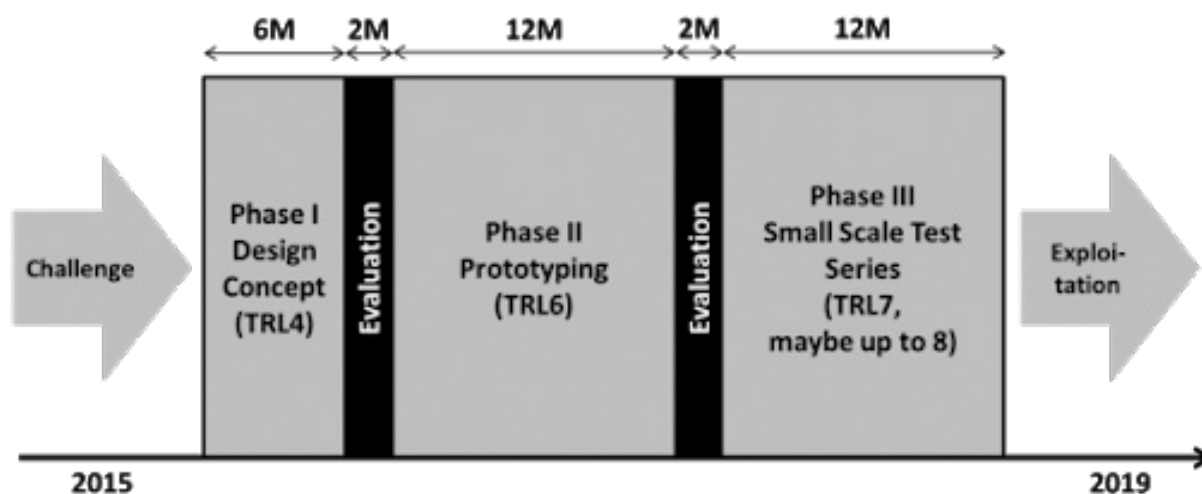 6M 2M 12M 2M 12M
Challenge
Phase I
Design
Concept
(TRL4)
Evaluation
Phase II
Prototyping
(TRL6)
Evaluation
Phase III
Small Scale Test
Series
(TRL7,
maybe up to 8)
Exploi-
tation
2015 2019